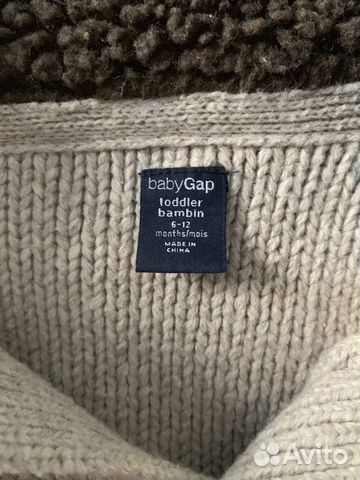 babyGap
toddler
bambin
6-12
months/mois
MADE IN
CHINA
Avito